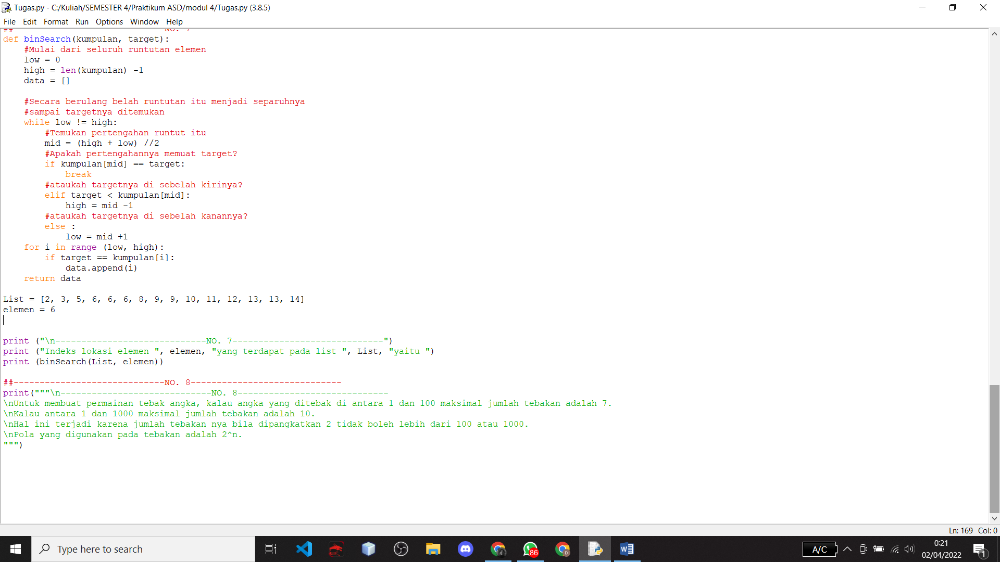 Tugas.py - C:/Kuliah/SEMESTER 4/Praktikum ASD/modul 4/Tugas.py (3.8.5)
File Edit Format Run Options Window Help
## NO. 7
def binSearch(kumpulan, target):
    #Mulai dari seluruh runtutan elemen
    low = 0
    high = len(kumpulan) -1
    data = []
    #Secara berulang belah runtutan itu menjadi separuhnya
    #sampai targetnya ditemukan
    while low != high:
        #Temukan pertengahan runtut itu
        mid = (high + low) //2
        #Apakah pertengahannya memuat target?
        if kumpulan[mid] == target:
            break
        #ataukah targetnya di sebelah kirinya?
        elif target < kumpulan[mid]:
            high = mid -1
        #ataukah targetnya di sebelah kanannya?
        else :
            low = mid +1
    for i in range (low, high):
        if target == kumpulan[i]:
            data.append(i)
    return data
List = [2, 3, 5, 6, 6, 6, 8, 9, 9, 10, 11, 12, 13, 13, 14]
elemen = 6
print ("\n-----------------------------NO. 7-----------------------------")
print ("Indeks lokasi elemen ", elemen, "yang terdapat pada list ", List, "yaitu ")
print (binSearch(List, elemen))
##-----------------------------NO. 8-----------------------------
print("""\n-----------------------------NO. 8-----------------------------
\nUntuk membuat permainan tebak angka, kalau angka yang ditebak di antara 1 dan 100 maksimal jumlah tebakan adalah 7.
\nKalau antara 1 dan 1000 maksimal jumlah tebakan adalah 10.
\nHal ini terjadi karena jumlah tebakan nya bila dipangkatkan 2 tidak boleh lebih dari 100 atau 1000.
\nPola yang digunakan pada tebakan adalah 2^n.
""")
Ln: 169 Col: 0
Type here to search
86
D
A/C
0:21
02/04/2022
1